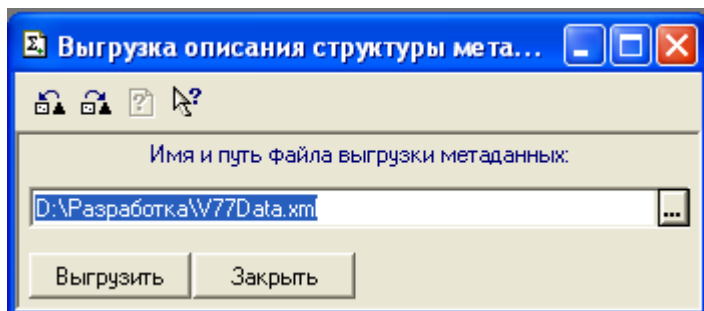 Выгрузка описания структуры мета...
Имя и путь файла выгрузки метаданных:
D:\Разработка\V77Data.xml
...
Выгрузить Закрыть